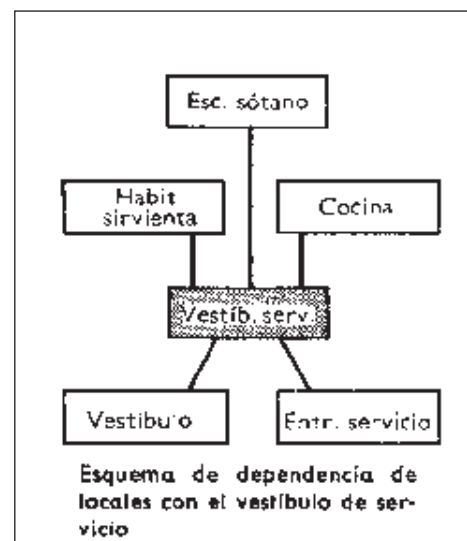 Esc. sótano
Habit
sirvienta
Cocina
Vestíb. serv.
Vestibulo
Entr. servicio
Esquema de dependencia de
locales con el vestíbulo de ser-
vicio